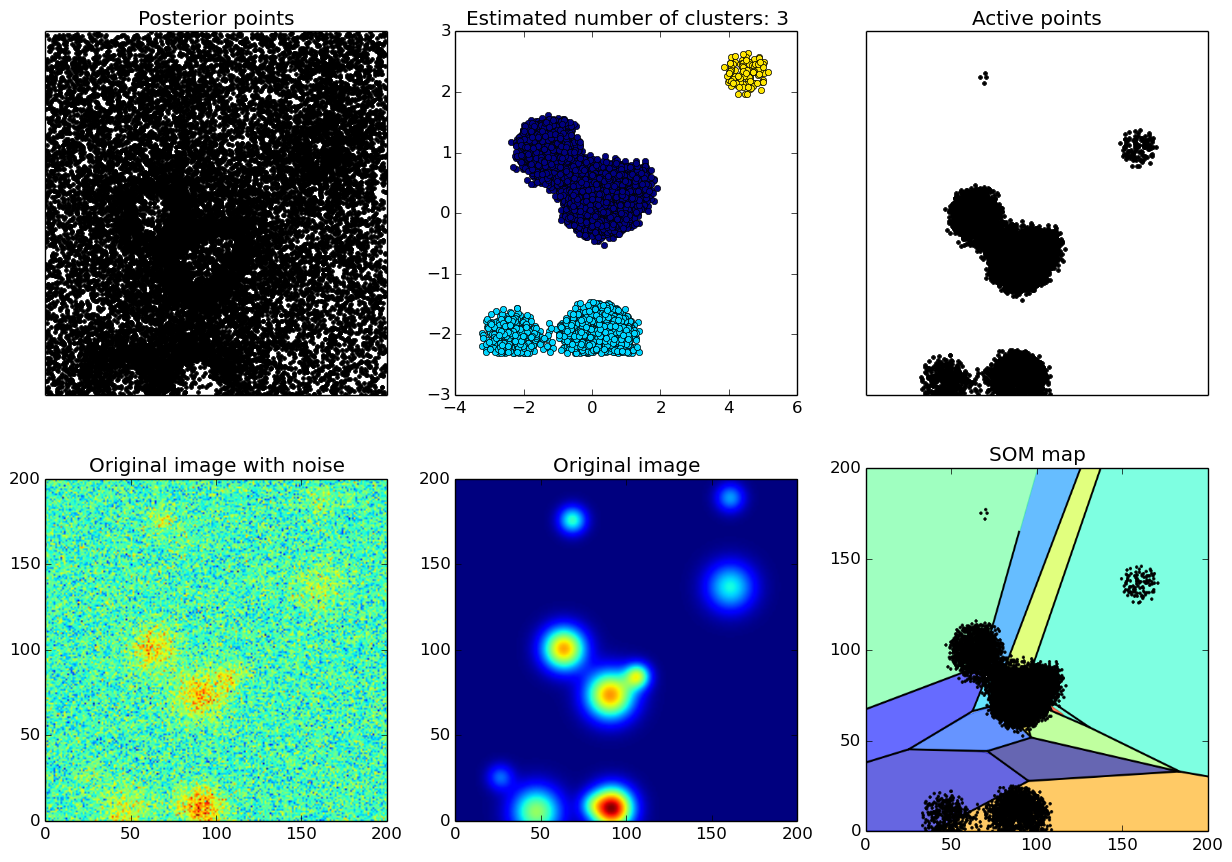 Posterior points
Estimated number of clusters: 3
Active points
3
2
1
0
−1
−2
−3
−4 −2 0 2 4 6
Original image with noise
Original image
SOM map
200
150
100
50
0
0 50 100 150 200
200
150
100
50
0
0 50 100 150 200
200
150
100
50
0
0 50 100 150 200